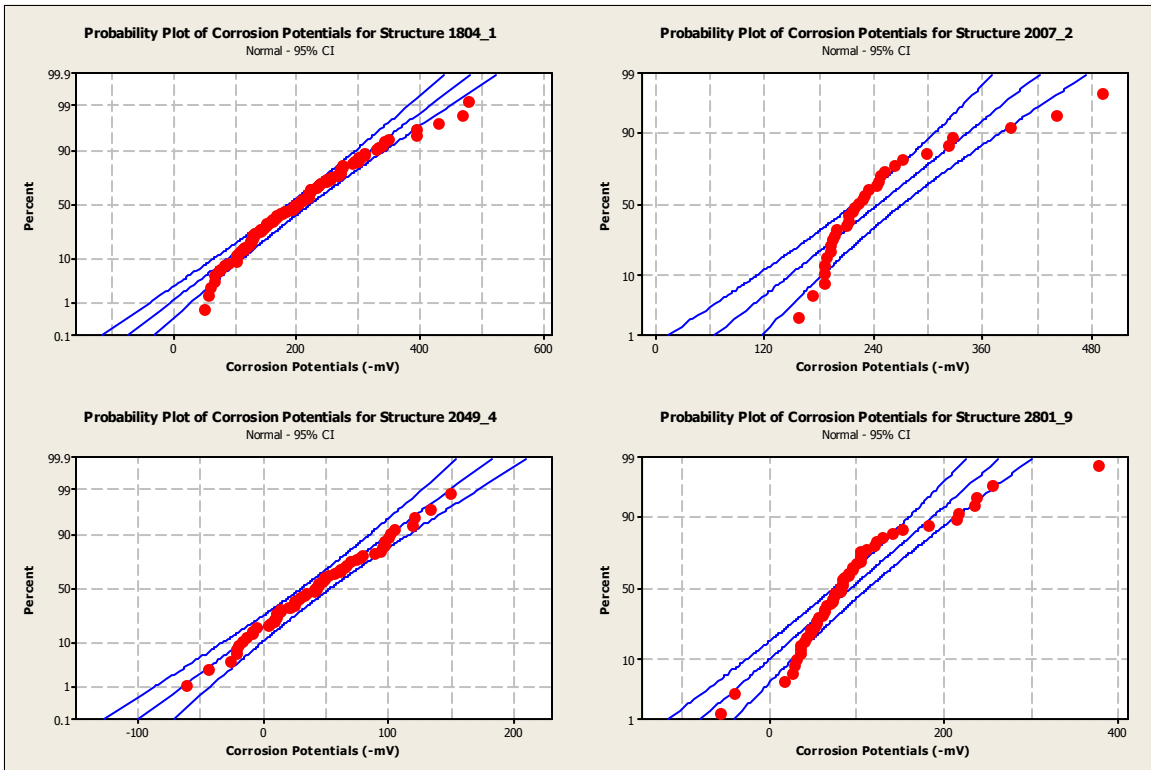 Probability Plot of Corrosion Potentials for Structure 1804_1
Normal - 95% CI
99.9
99
90
50
10
1
0.1
Percent
0
200
400
600
Corrosion Potentials (-mV)
Probability Plot of Corrosion Potentials for Structure 2007_2
Normal - 95% CI
99
90
50
10
1
Percent
0
120
240
360
480
Corrosion Potentials (-mV)
Probability Plot of Corrosion Potentials for Structure 2049_4
Normal - 95% CI
99.9
99
90
50
10
1
0.1
Percent
-100
0
100
200
Corrosion Potentials (-mV)
Probability Plot of Corrosion Potentials for Structure 2801_9
Normal - 95% CI
99
90
50
10
1
Percent
0
200
400
Corrosion Potentials (-mV)